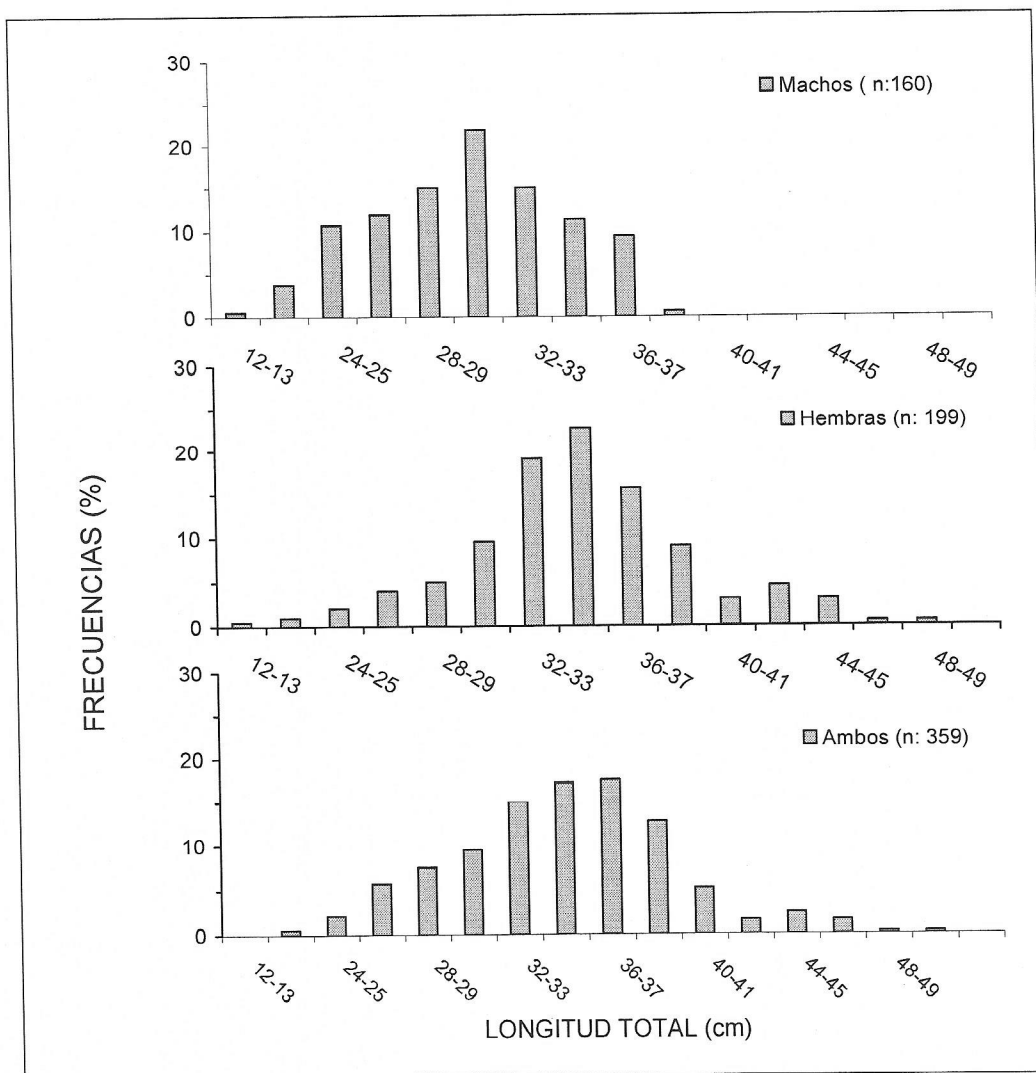 30
Machos ( n:160)
20
10
0
12-13 24-25 28-29 32-33 36-37 40-41 44-45 48-49
30
Hembras (n: 199)
20
10
0
12-13 24-25 28-29 32-33 36-37 40-41 44-45 48-49
30
Ambos (n: 359)
20
10
0
12-13 24-25 28-29 32-33 36-37 40-41 44-45 48-49
FRECUENCIAS (%)
LONGITUD TOTAL (cm)